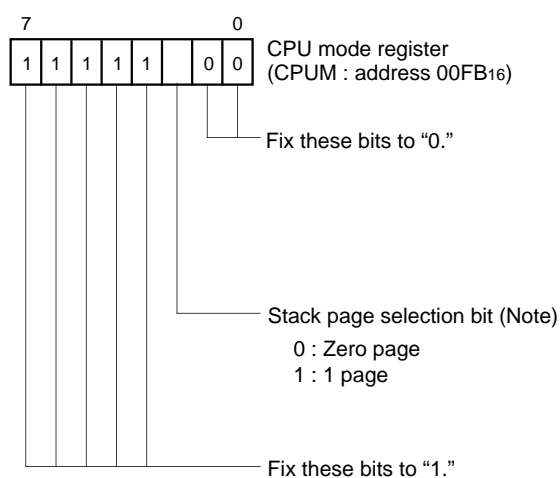 7 0
1 1 1 1 1 0 0
CPU mode register
(CPUM : address 00FB16)
Fix these bits to “0.”
Stack page selection bit (Note)
0 : Zero page
1 : 1 page
Fix these bits to “1.”